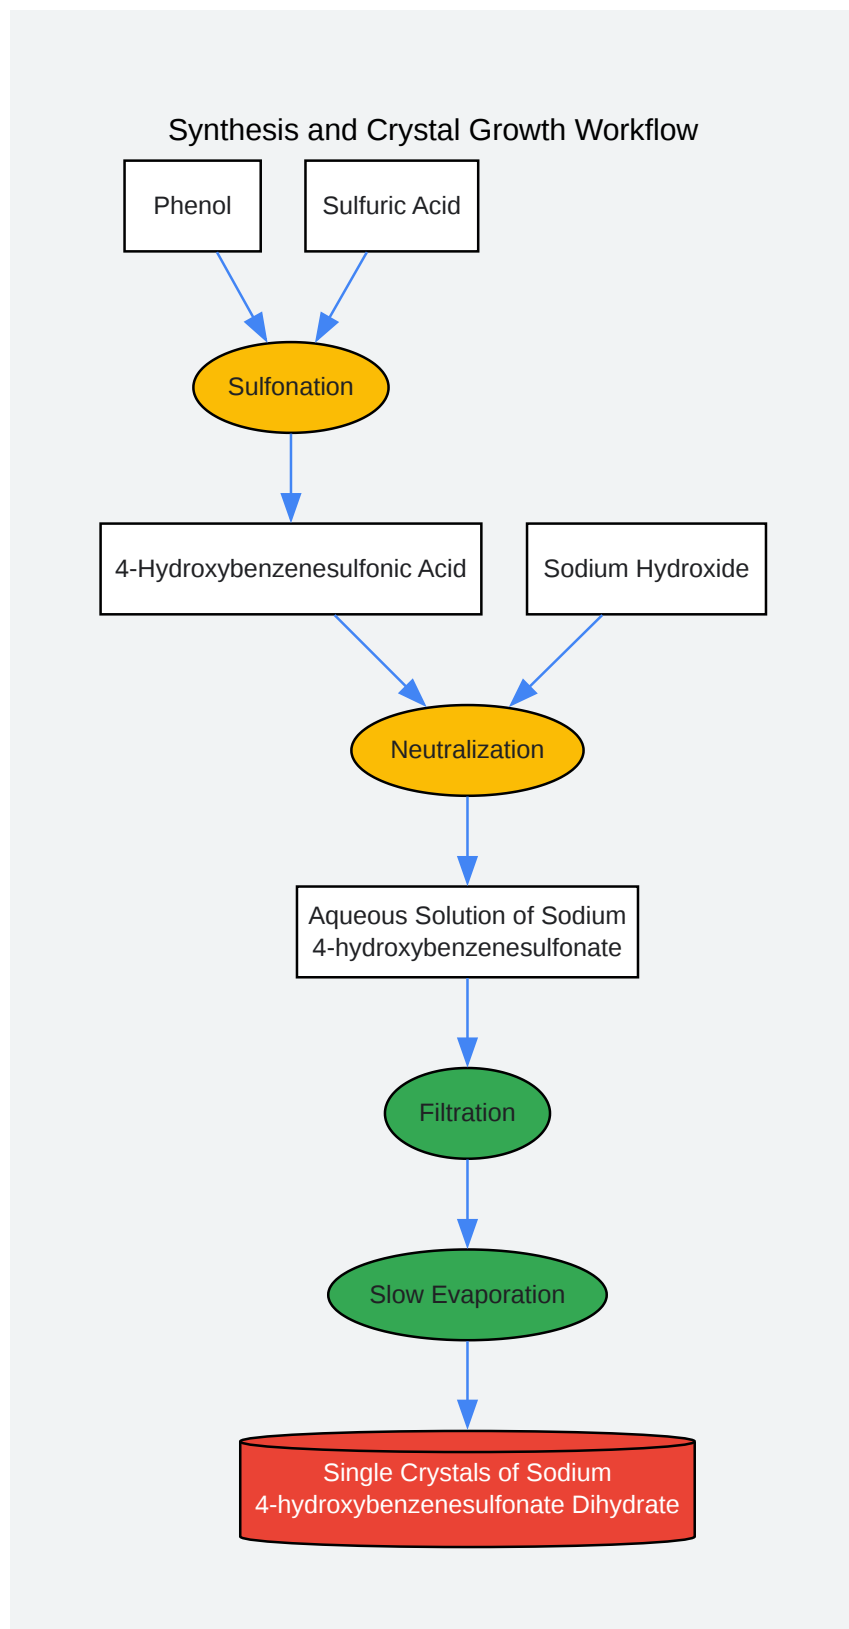 Synthesis and Crystal Growth Workflow
Phenol
Sulfuric Acid
Sulfonation
4-Hydroxybenzenesulfonic Acid
Sodium Hydroxide
Neutralization
Aqueous Solution of Sodium
4-hydroxybenzenesulfonate
Filtration
Slow Evaporation
Single Crystals of Sodium
4-hydroxybenzenesulfonate Dihydrate